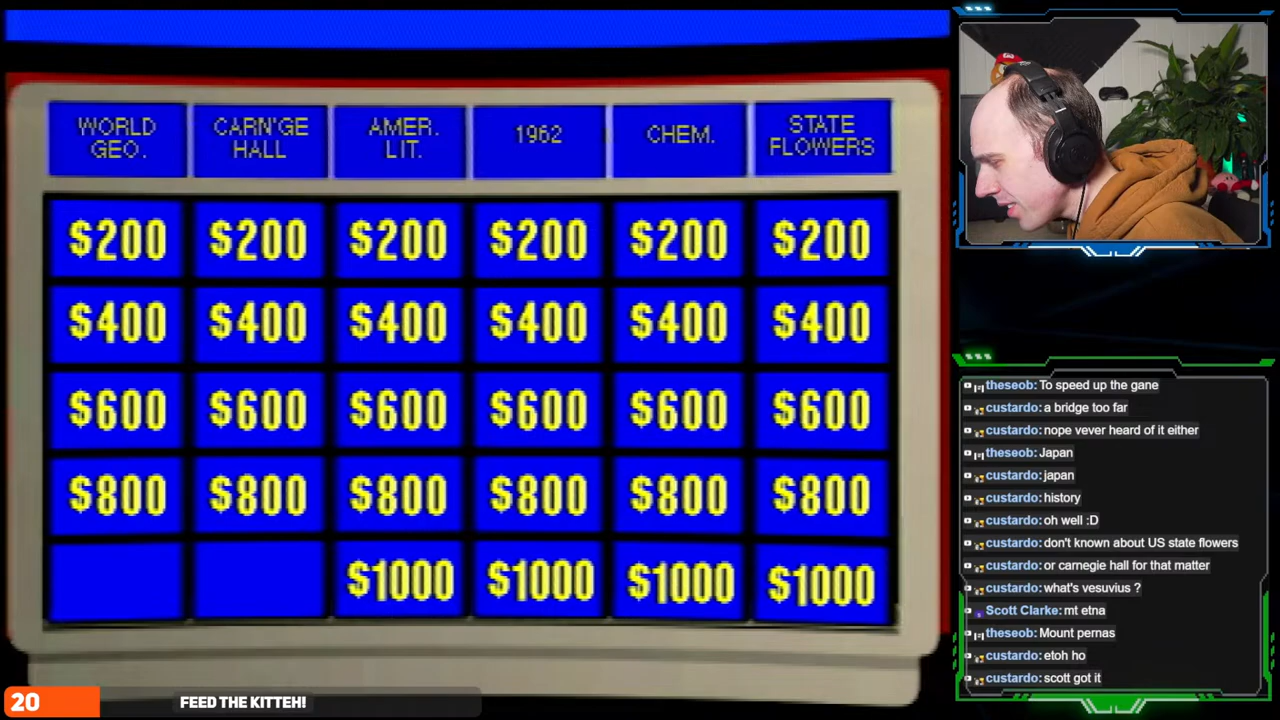 WORLD GEO.
CARN'GE HALL
AMER. LIT.
1962
CHEM.
STATE FLOWERS
$200 $200 $200 $200 $200 $200
$400 $400 $400 $400 $400 $400
$600 $600 $600 $600 $600 $600
$800 $800 $800 $800 $800 $800
$1000 $1000 $1000 $1000
20
FEED THE KITTEH!
theseob: To speed up the gane
custardo: a bridge too far
custardo: nope vever heard of it either
theseob: Japan
custardo: japan
custardo: history
custardo: oh well :D
custardo: don't known about US state flowers
custardo: or carnegie hall for that matter
custardo: what's vesuvius ?
Scott Clarke: mt etna
theseob: Mount pernas
custardo: etoh ho
custardo: scott got it